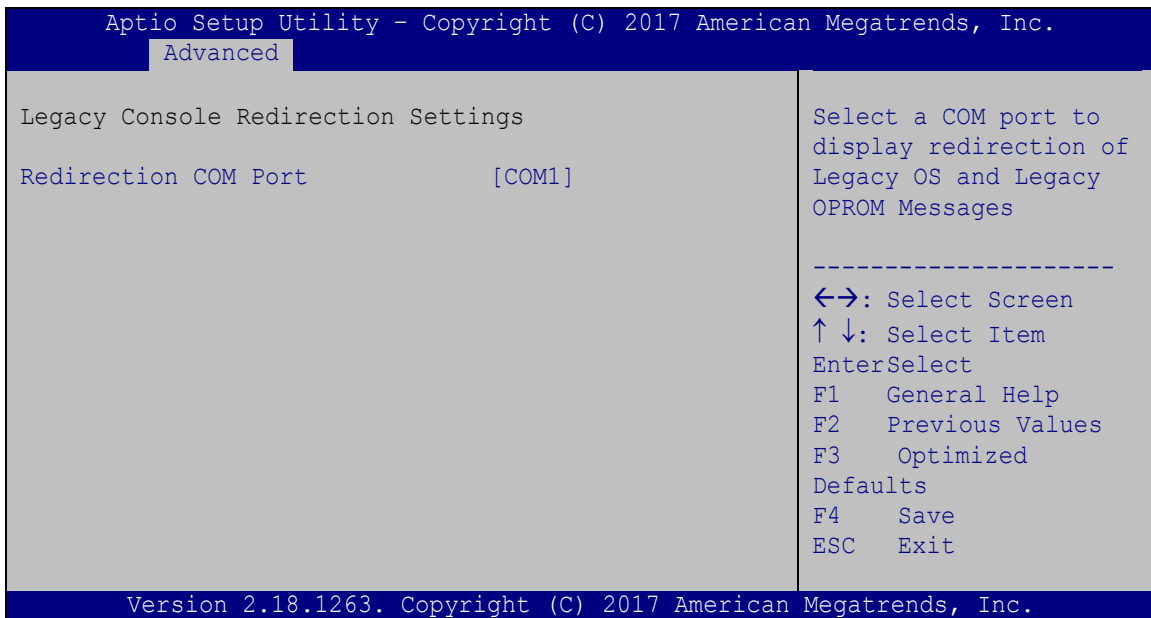 Aptio Setup Utility – Copyright (C) 2017 American Megatrends, Inc.
Advanced
Legacy Console Redirection Settings
Redirection COM Port [COM1]
Select a COM port to
display redirection of
Legacy OS and Legacy
OPROM Messages
----------------------
←→: Select Screen
↑ ↓: Select Item
EnterSelect
F1 General Help
F2 Previous Values
F3 Optimized
Defaults
F4 Save
ESC Exit
Version 2.18.1263. Copyright (C) 2017 American Megatrends, Inc.